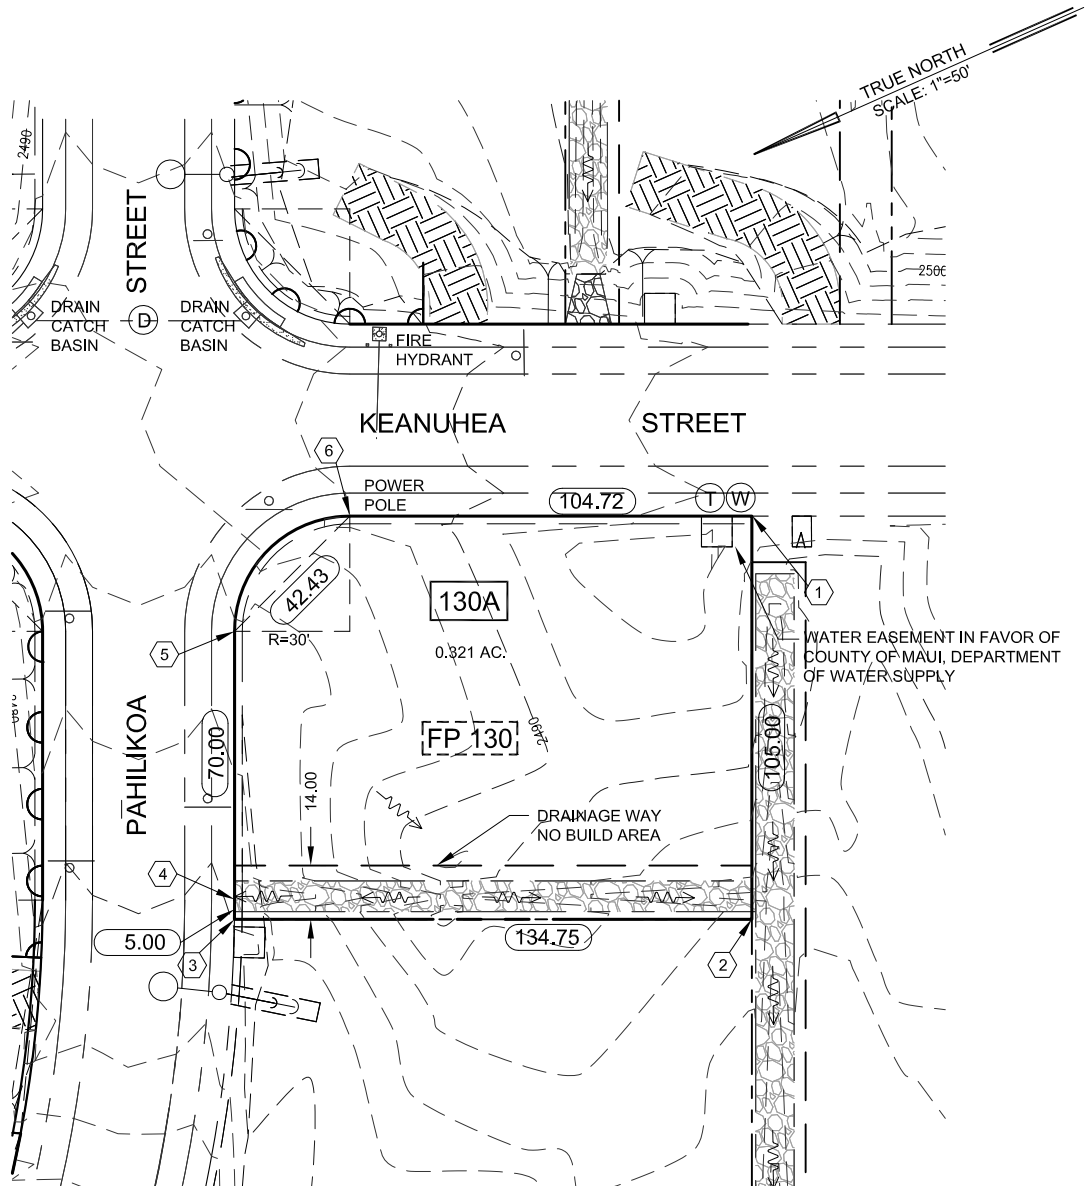 TRUE NORTH
SCALE: 1"=50'
2490
STREET
DRAIN
CATCH
BASIN
D
DRAIN
CATCH
BASIN
2500
FIRE
HYDRANT
KEANUHEA STREET
6
POWER
POLE
104.72
T
W
1
42.43
130A
R=30'
0.321 AC.
5
WATER EASEMENT IN FAVOR OF
COUNTY OF MAUI, DEPARTMENT
OF WATER SUPPLY
2480
PĀHILIKOA
70.00
FP 130
2490
105.00
14.00
DRAINAGE WAY
NO BUILD AREA
4
5.00
134.75
3
2